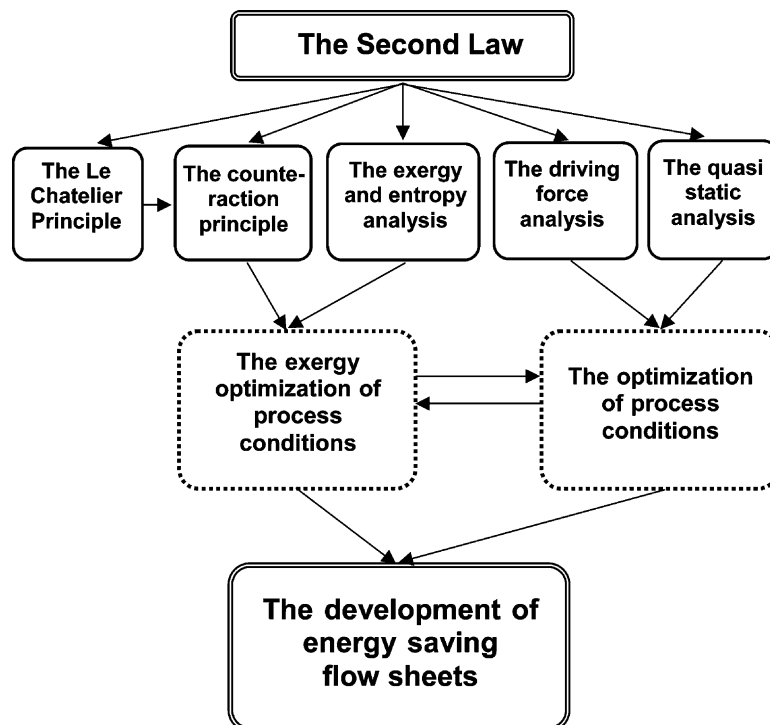 The Second Law
The Le
Chatelier
Principle
The counte-
raction
principle
The exergy
and entropy
analysis
The driving
force
analysis
The quasi
static
analysis
The exergy
optimization of
process
conditions
The optimization
of process
conditions
The development of
energy saving
flow sheets